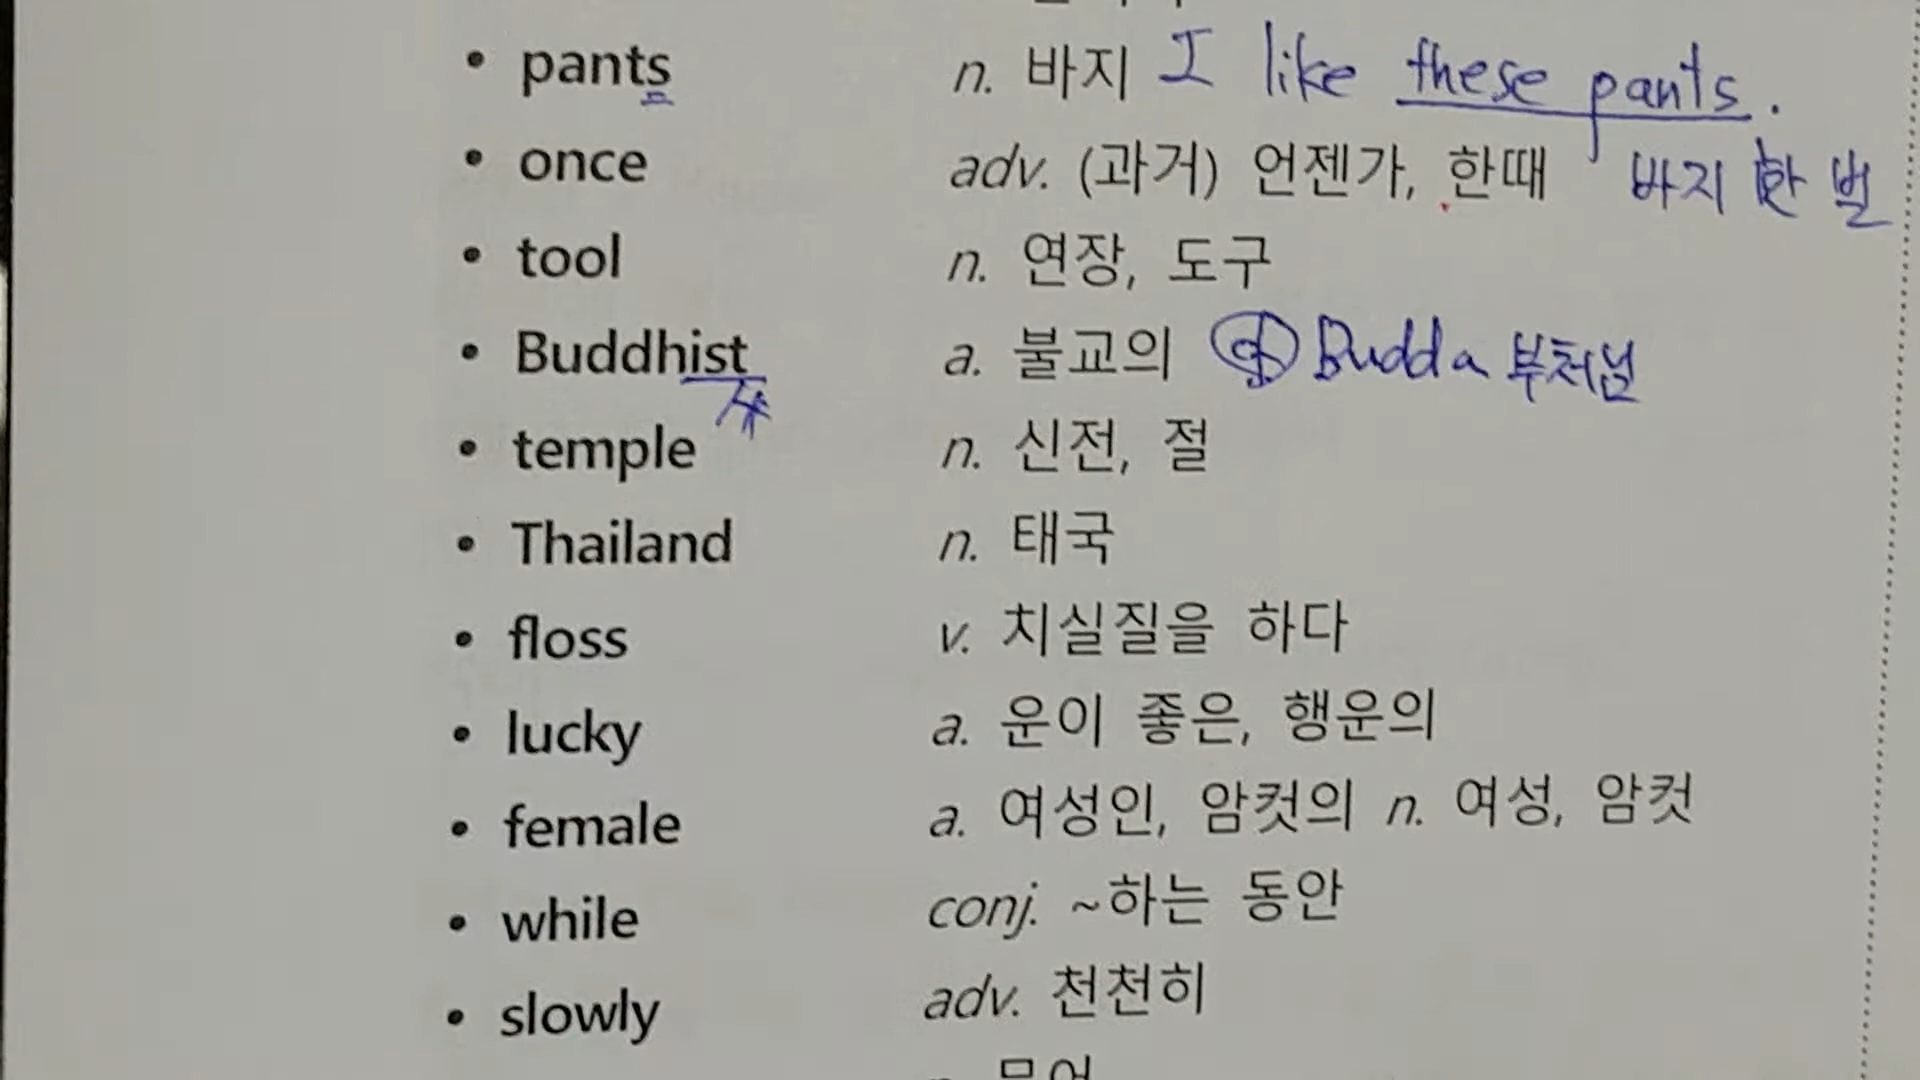 • pants n. 바지 I like these pants.
• once adv. (과거) 언젠가, 한때 바지 한 벌
• tool n. 연장, 도구
• Buddhist a. 불교의 Budda 부처님
• temple n. 신전, 절
• Thailand n. 태국
• floss v. 치실질을 하다
• lucky a. 운이 좋은, 행운의
• female a. 여성인, 암컷의 n. 여성, 암컷
• while conj. ~하는 동안
• slowly adv. 천천히